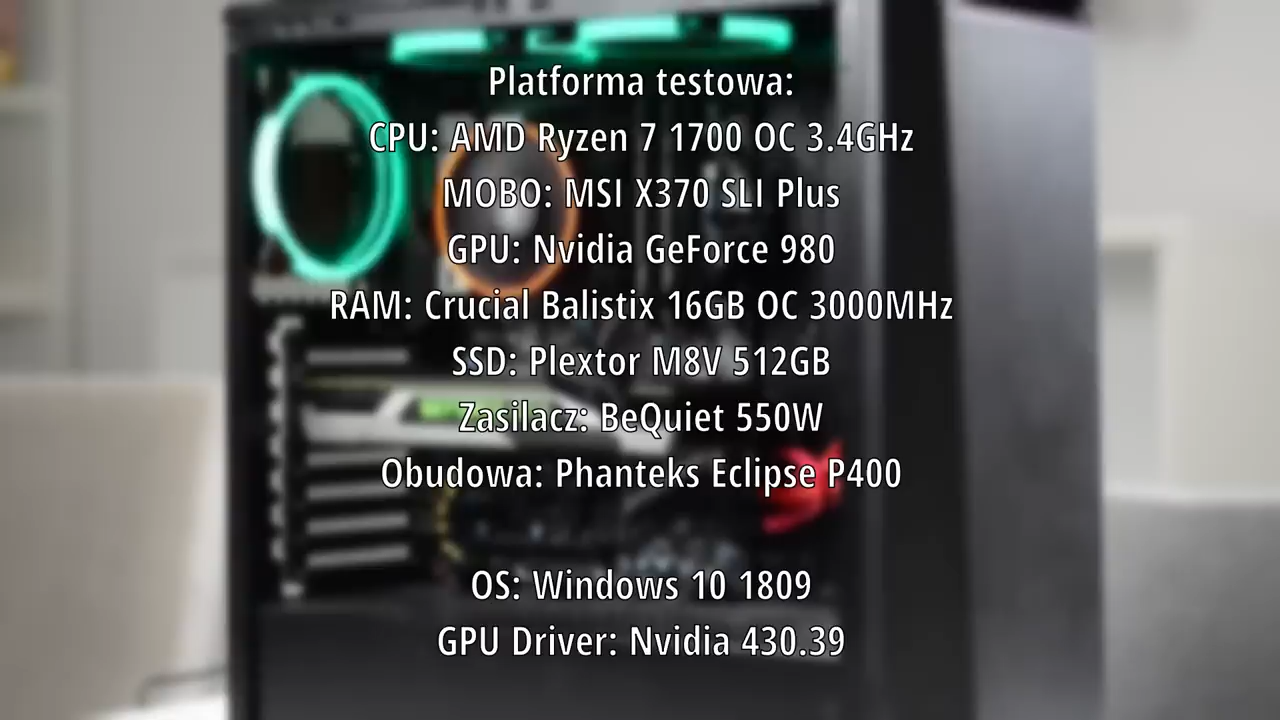 Platforma testowa:
CPU: AMD Ryzen 7 1700 OC 3.4GHz
MOBO: MSI X370 SLI Plus
GPU: Nvidia GeForce 980
RAM: Crucial Balistix 16GB OC 3000MHz
SSD: Plextor M8V 512GB
Zasilacz: BeQuiet 550W
Obudowa: Phanteks Eclipse P400
OS: Windows 10 1809
GPU Driver: Nvidia 430.39